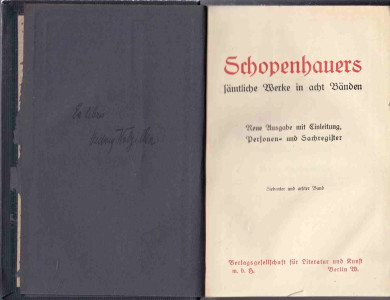 Schopenhauers
sämtliche Werke in acht Bänden
Neue Ausgabe mit Einleitung,
Personen- und Sachregister
Siebenter und achter Band
Verlagsgesellschaft für Literatur und Kunst
m. b. H. Berlin W.